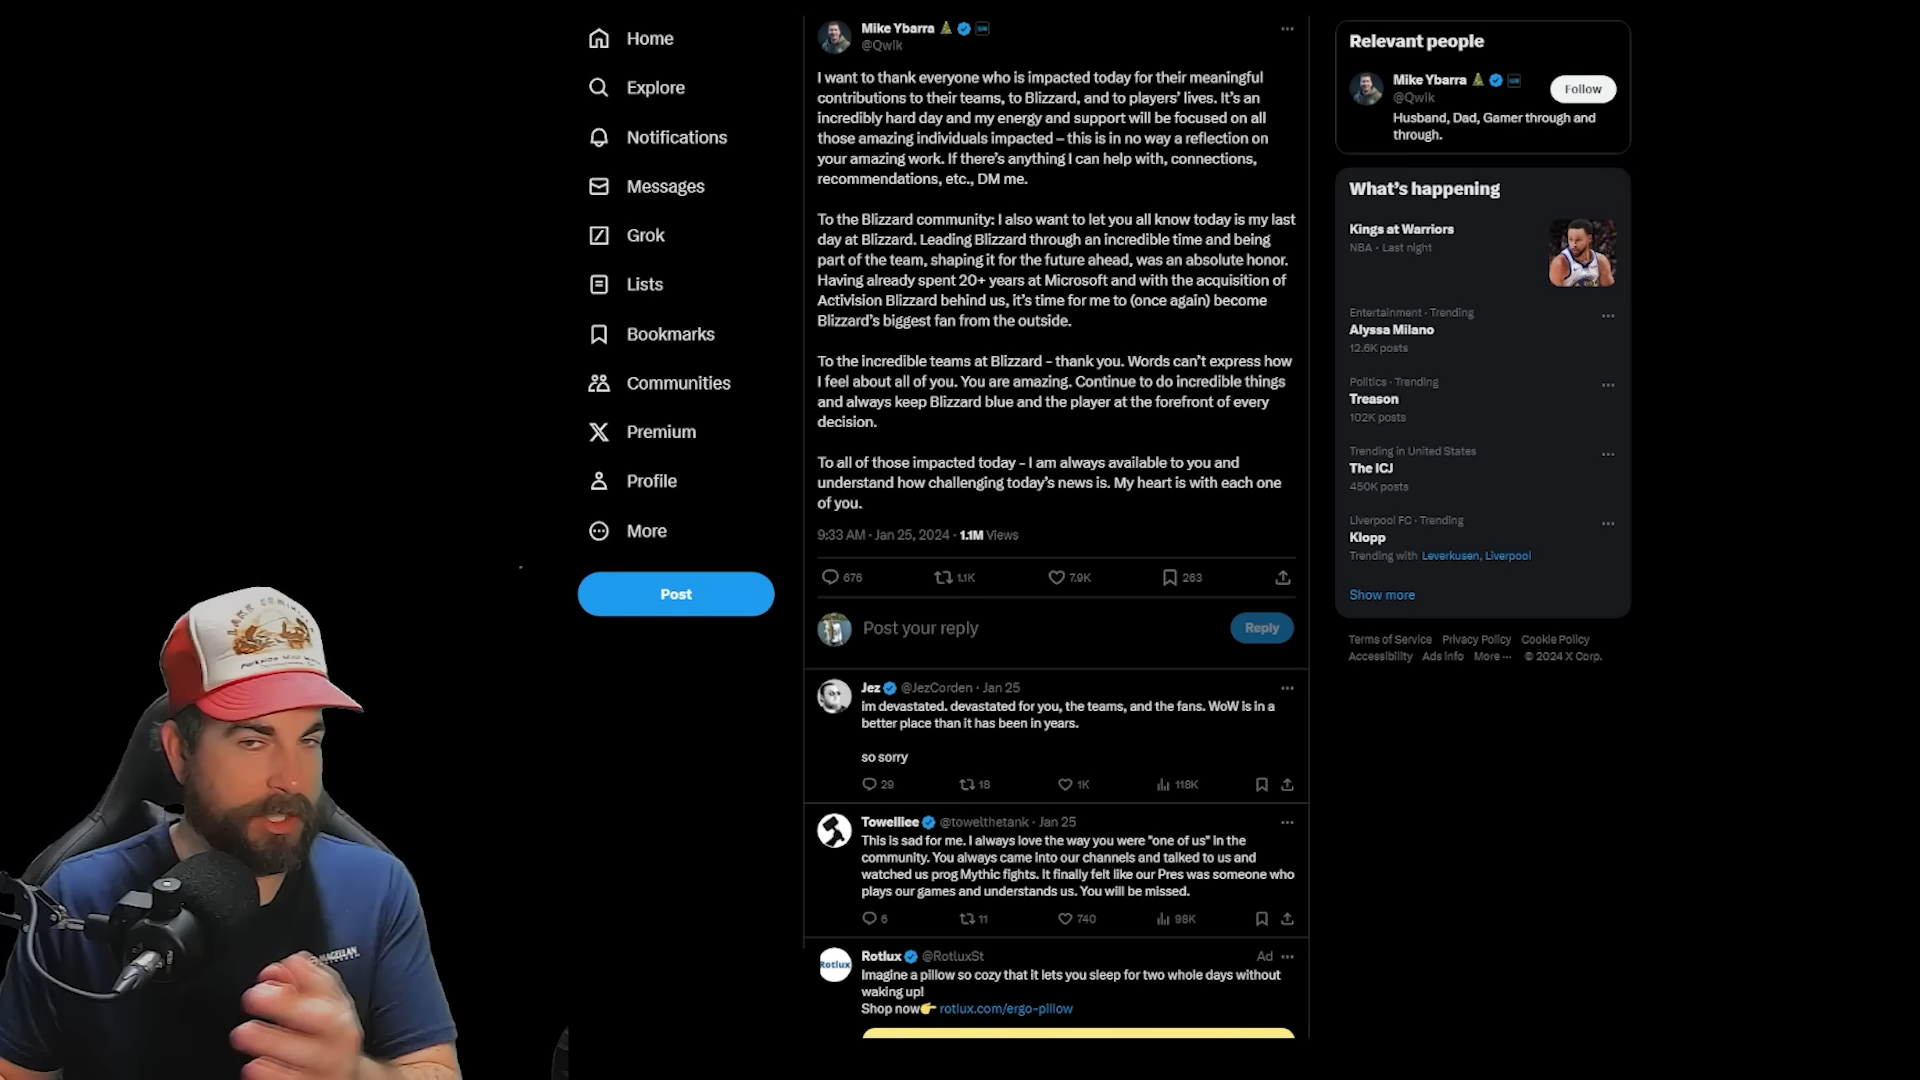 Home
Explore
Notifications
Messages
Grok
Lists
Bookmarks
Communities
Premium
Profile
More
Post
Mike Ybarra
@Qwik
I want to thank everyone who is impacted today for their meaningful
contributions to their teams, to Blizzard, and to players’ lives. It’s an
incredibly hard day and my energy and support will be focused on all
those amazing individuals impacted – this is in no way a reflection on
your amazing work. If there’s anything I can help with, connections,
recommendations, etc., DM me.
To the Blizzard community: I also want to let you all know today is my last
day at Blizzard. Leading Blizzard through an incredible time and being
part of the team, shaping it for the future ahead, was an absolute honor.
Having already spent 20+ years at Microsoft and with the acquisition of
Activision Blizzard behind us, it’s time for me to (once again) become
Blizzard’s biggest fan from the outside.
To the incredible teams at Blizzard - thank you. Words can’t express how
I feel about all of you. You are amazing. Continue to do incredible things
and always keep Blizzard blue and the player at the forefront of every
decision.
To all of those impacted today - I am always available to you and
understand how challenging today’s news is. My heart is with each one
of you.
9:33 AM · Jan 25, 2024 · 1.1M Views
676 1.1K 7.9K 263
Post your reply Reply
Jez @JezCorden · Jan 25
im devastated. devastated for you, the teams, and the fans. WoW is in a
better place than it has been in years.
so sorry
29 18 1K 118K
Towelliee @towelthetank · Jan 25
This is sad for me. I always love the way you were "one of us" in the
community. You always came into our channels and talked to us and
watched us prog Mythic fights. It finally felt like our Pres was someone who
plays our games and understands us. You will be missed.
6 11 740 98K
Rotlux
Rotlux @RotluxSt Ad
Imagine a pillow so cozy that it lets you sleep for two whole days without
waking up!
Shop now👉 rotlux.com/ergo-pillow
Relevant people
Mike Ybarra
@Qwik
Follow
Husband, Dad, Gamer through and
through.
What’s happening
Kings at Warriors
NBA · Last night
Entertainment · Trending
Alyssa Milano
12.6K posts
Politics · Trending
Treason
102K posts
Trending in United States
The ICJ
450K posts
Liverpool FC · Trending
Klopp
Trending with Leverkusen, Liverpool
Show more
Terms of Service Privacy Policy Cookie Policy
Accessibility Ads info More ··· © 2024 X Corp.
MAGELLAN